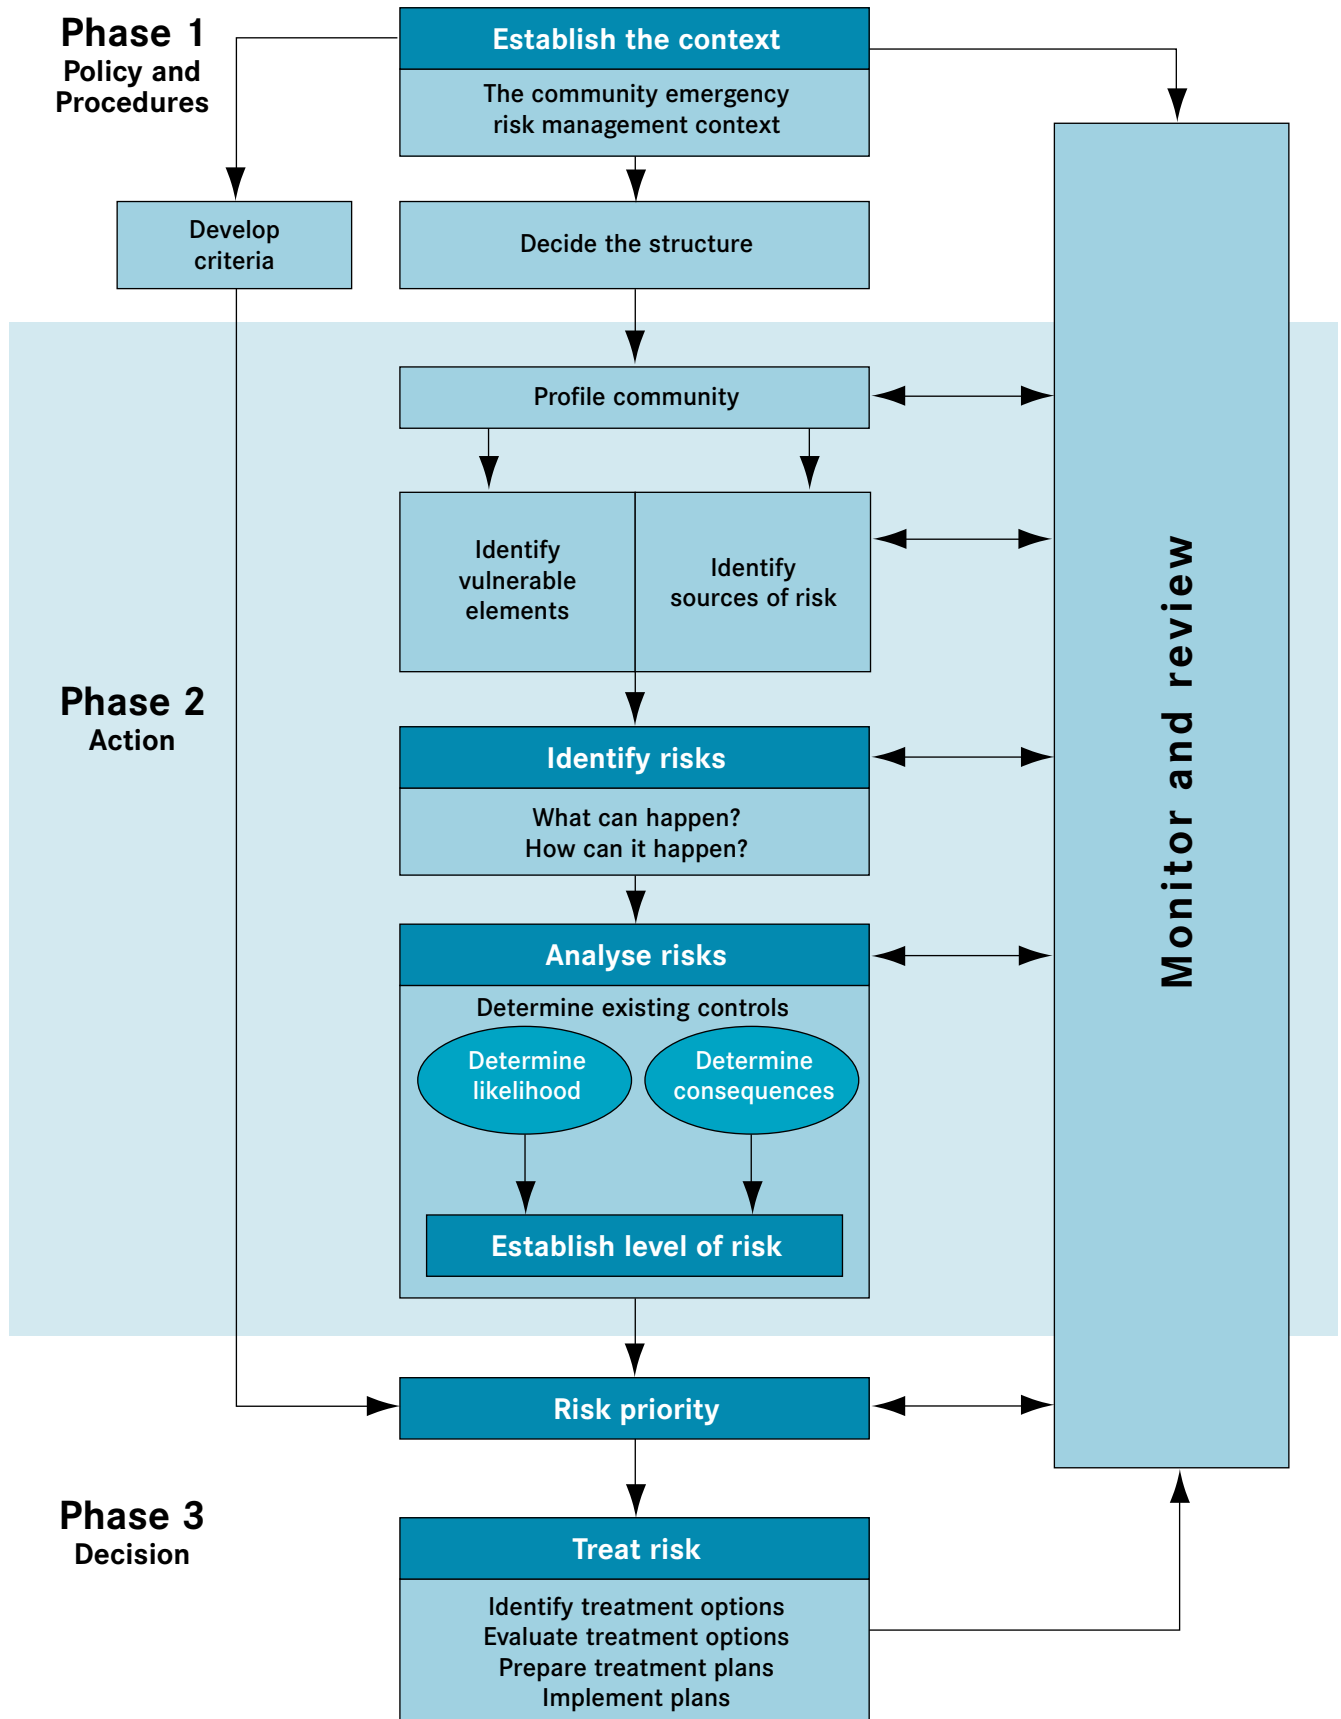 Phase 1
Policy and
Procedures
Establish the context
The community emergency
risk management context
Develop
criteria
Decide the structure
Profile community
Identify
vulnerable
elements
Identify
sources of risk
Phase 2
Action
Identify risks
What can happen?
How can it happen?
Analyse risks
Determine existing controls
Determine
likelihood
Determine
consequences
Establish level of risk
Monitor and review
Risk priority
Phase 3
Decision
Treat risk
Identify treatment options
Evaluate treatment options
Prepare treatment plans
Implement plans